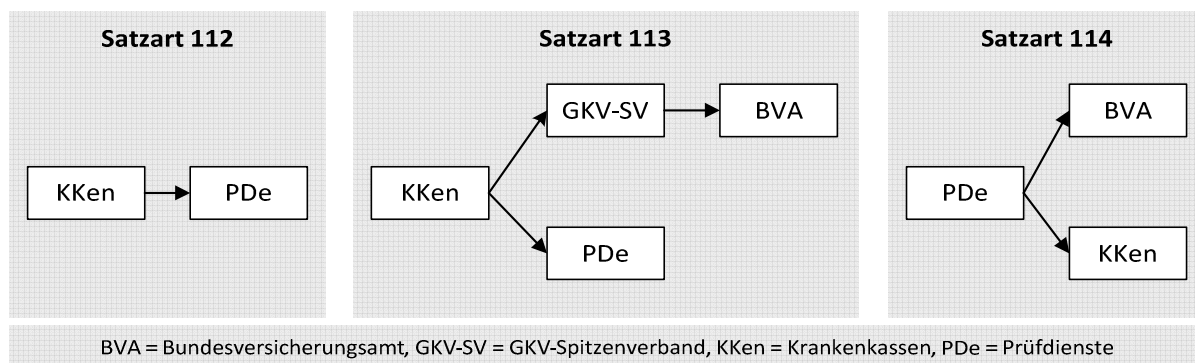 Satzart 112
KKen
PDe
Satzart 113
GKV-SV
BVA
KKen
PDe
Satzart 114
BVA
PDe
KKen
BVA = Bundesversicherungsamt, GKV-SV = GKV-Spitzenverband, KKen = Krankenkassen, PDe = Prüfdienste